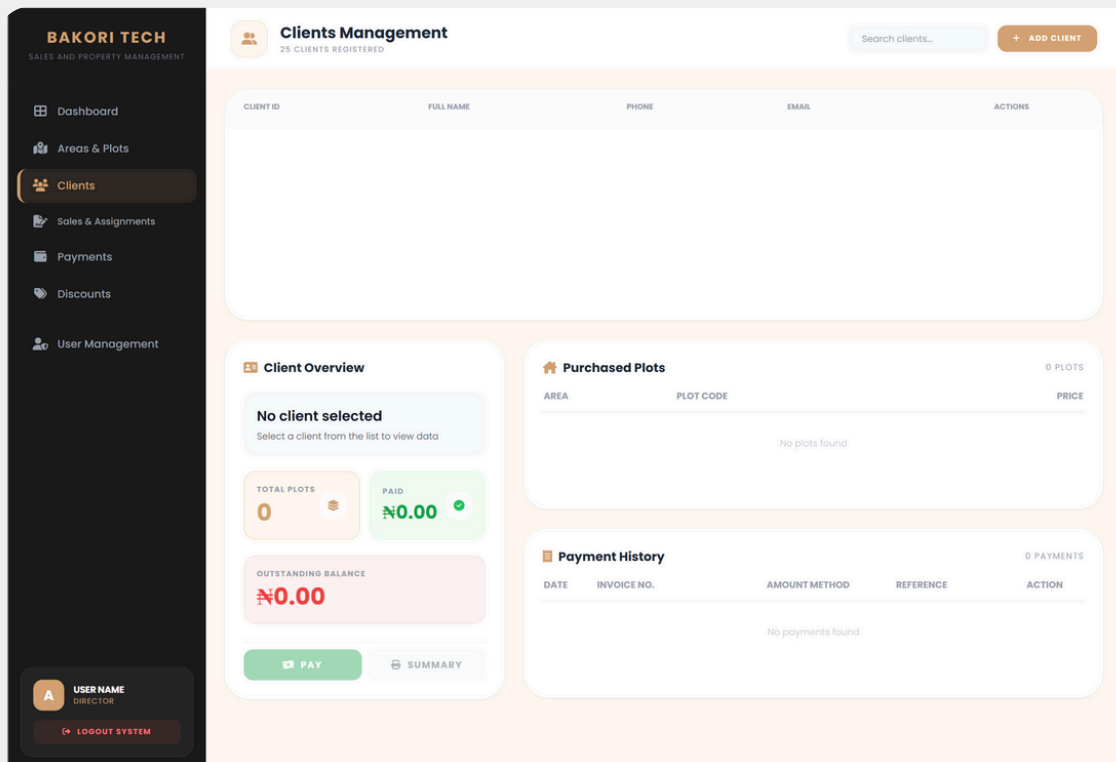 BAKORI TECH
SALES AND PROPERTY MANAGEMENT
Dashboard
Areas & Plots
Clients
Sales & Assignments
Payments
Discounts
User Management
A
USER NAME
DIRECTOR
LOGOUT SYSTEM
Clients Management
25 CLIENTS REGISTERED
Search clients...
+ ADD CLIENT
CLIENT ID FULL NAME PHONE EMAIL ACTIONS
Client Overview
No client selected
Select a client from the list to view data
TOTAL PLOTS
0
PAID
₦0.00
OUTSTANDING BALANCE
₦0.00
PAY
SUMMARY
Purchased Plots
0 PLOTS
AREA PLOT CODE PRICE
No plots found
Payment History
0 PAYMENTS
DATE INVOICE NO. AMOUNT METHOD REFERENCE ACTION
No payments found